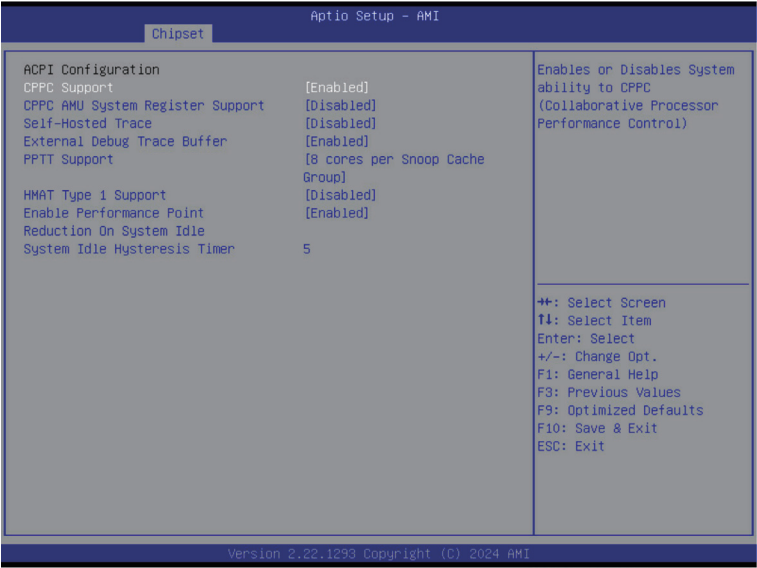 Aptio Setup – AMI
Chipset
ACPI Configuration
CPPC Support [Enabled]
CPPC AMU System Register Support [Disabled]
Self-Hosted Trace [Disabled]
External Debug Trace Buffer [Enabled]
PPTT Support [8 cores per Snoop Cache
Group]
HMAT Type 1 Support [Disabled]
Enable Performance Point [Enabled]
Reduction On System Idle
System Idle Hysteresis Timer 5
Enables or Disables System
ability to CPPC
(Collaborative Processor
Performance Control)
→←: Select Screen
↑↓: Select Item
Enter: Select
+/-: Change Opt.
F1: General Help
F3: Previous Values
F9: Optimized Defaults
F10: Save & Exit
ESC: Exit
Version 2.22.1293 Copyright (C) 2024 AMI